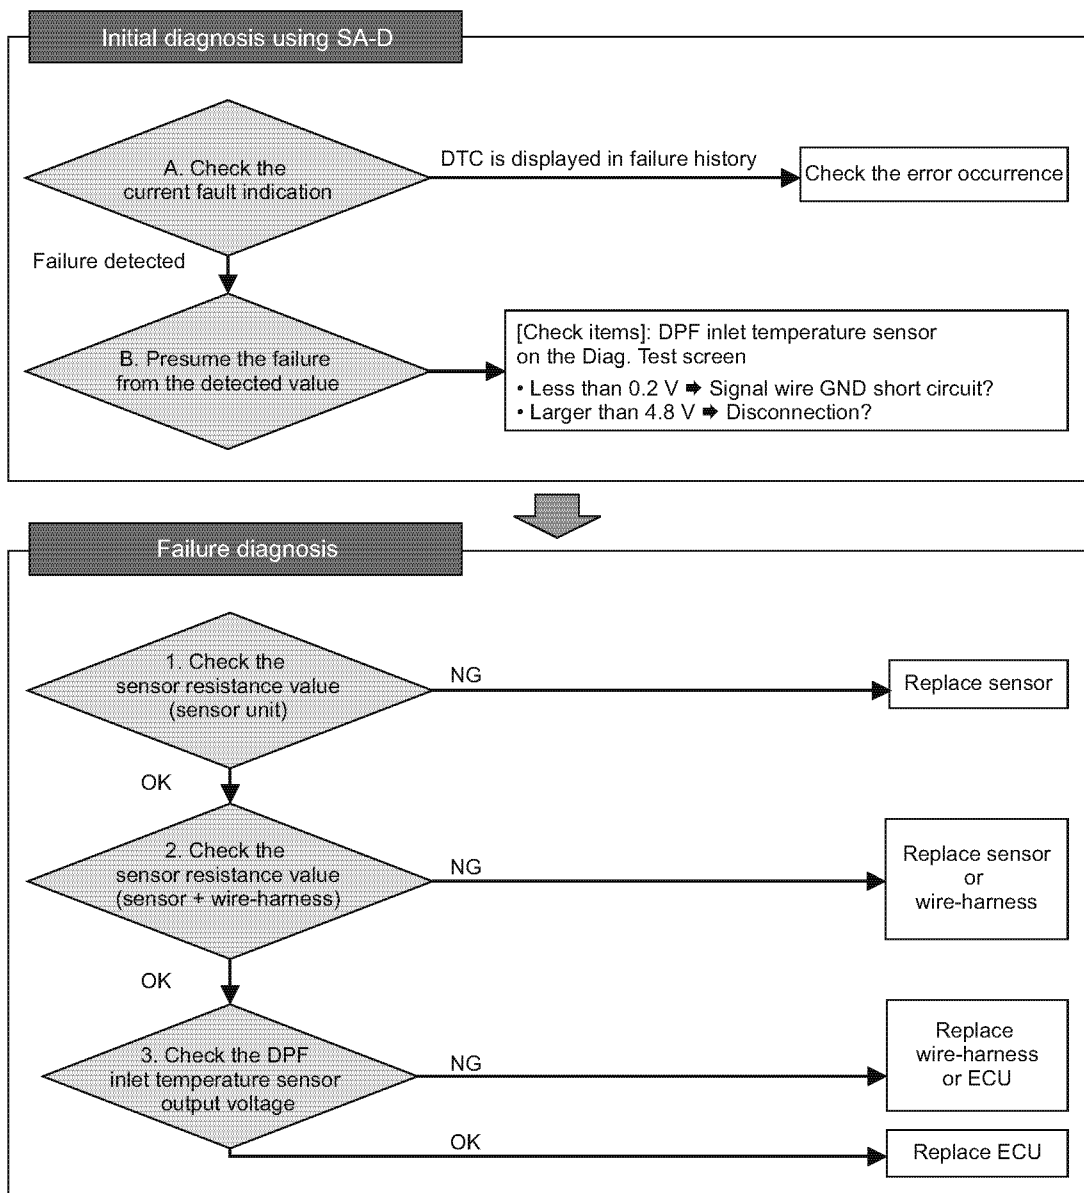 Initial diagnosis using SA-D
A. Check the
current fault indication
DTC is displayed in failure history
Check the error occurrence
Failure detected
B. Presume the failure
from the detected value
[Check items]: DPF inlet temperature sensor
on the Diag. Test screen
• Less than 0.2 V ➡ Signal wire GND short circuit?
• Larger than 4.8 V ➡ Disconnection?
Failure diagnosis
1. Check the
sensor resistance value
(sensor unit)
NG
Replace sensor
OK
2. Check the
sensor resistance value
(sensor + wire-harness)
NG
Replace sensor
or
wire-harness
OK
3. Check the DPF
inlet temperature sensor
output voltage
NG
Replace
wire-harness
or ECU
OK
Replace ECU